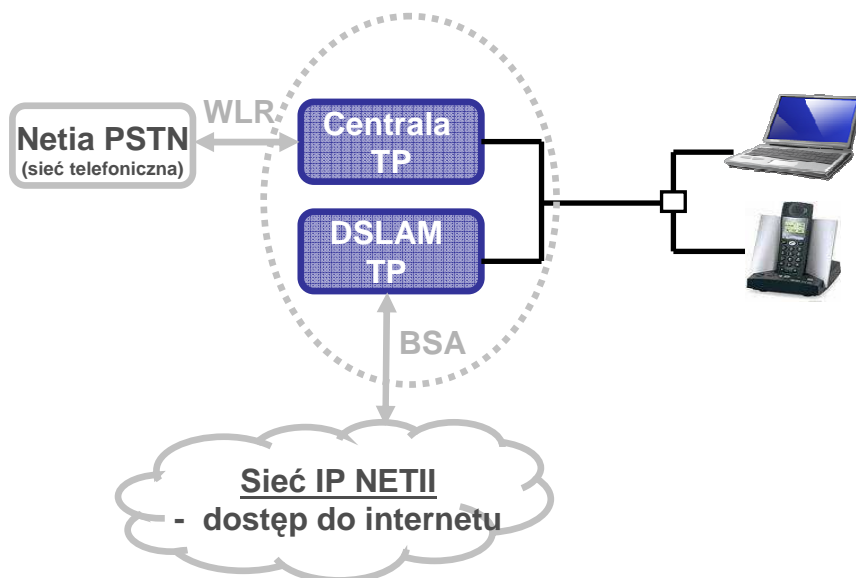 WLR
Netia PSTN
(sieć telefoniczna)
Centrala
TP
DSLAM
TP
BSA
Sieć IP NETII
- dostęp do internetu